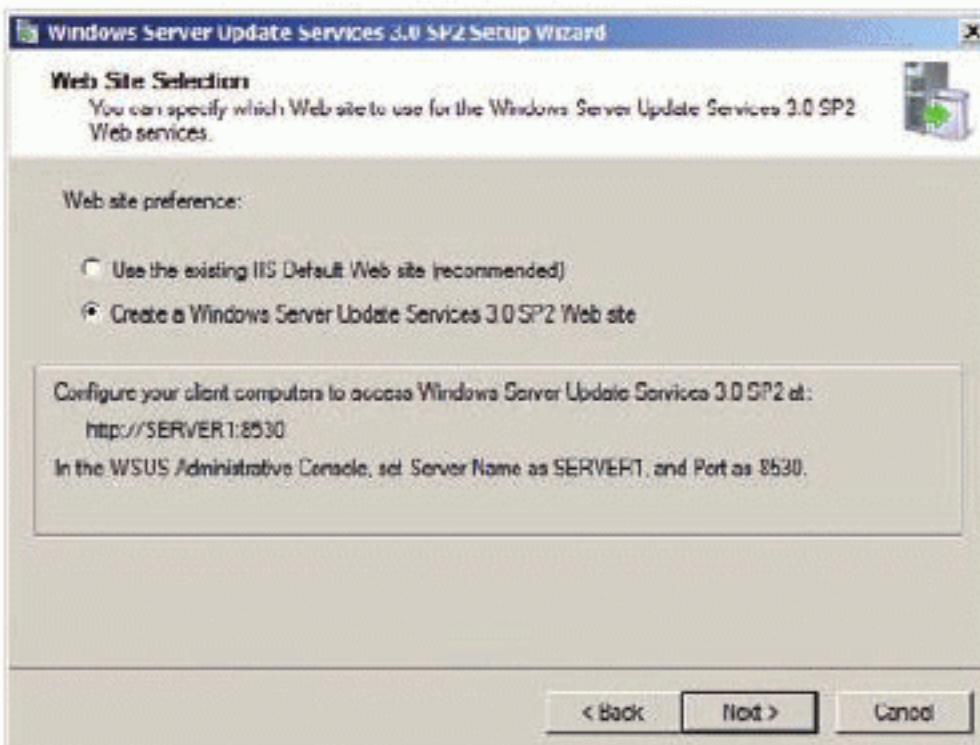 Windows Server Update Services 3.0 SP2 Setup Wizard
Web Site Selection
You can specify which Web site to use for the Windows Server Update Services 3.0 SP2
Web services.
Web site preference:
Use the existing IIS Default Web site (recommended)
Create a Windows Server Update Services 3.0 SP2 Web site
Configure your client computers to access Windows Server Update Services 3.0 SP2 at:
http://SERVER1:8530
In the WSUS Administrative Console, set Server Name as SERVER1, and Port as 8530.
< Back
Next >
Cancel